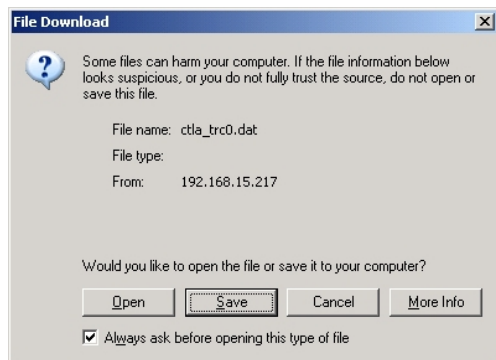 File Download
Some files can harm your computer. If the file information below
looks suspicious, or you do not fully trust the source, do not open or
save this file.
File name: ctla_trc0.dat
File type:
From: 192.168.15.217
Would you like to open the file or save it to your computer?
Open Save Cancel More Info
Always ask before opening this type of file